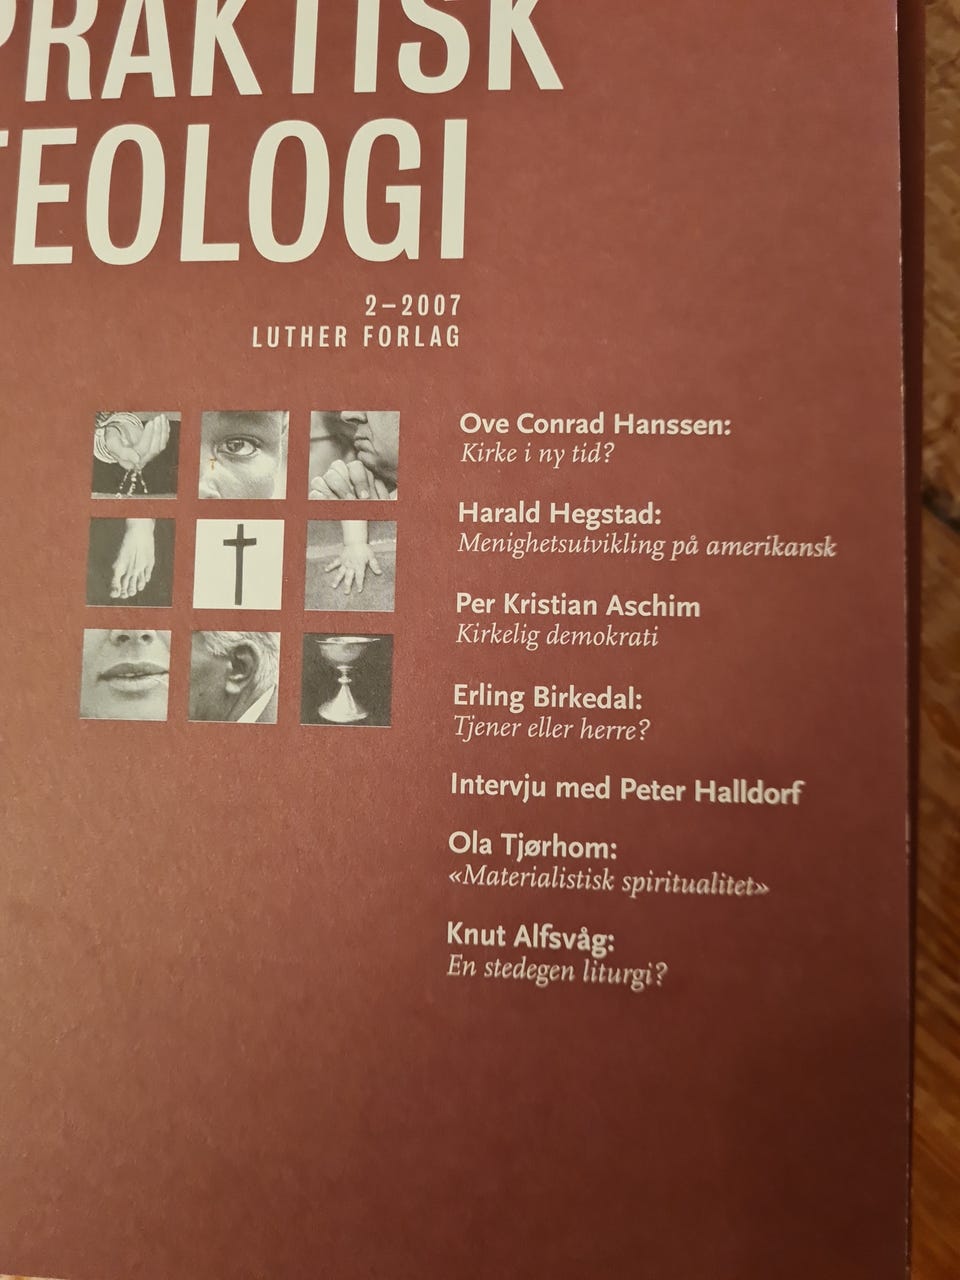 PRAKTISK
TEOLOGI
2–2007
LUTHER FORLAG
Ove Conrad Hanssen:
Kirke i ny tid?
Harald Hegstad:
Menighetsutvikling på amerikansk
Per Kristian Aschim
Kirkelig demokrati
Erling Birkedal:
Tjener eller herre?
Intervju med Peter Halldorf
Ola Tjørhom:
«Materialistisk spiritualitet»
Knut Alfsvåg:
En stedegen liturgi?